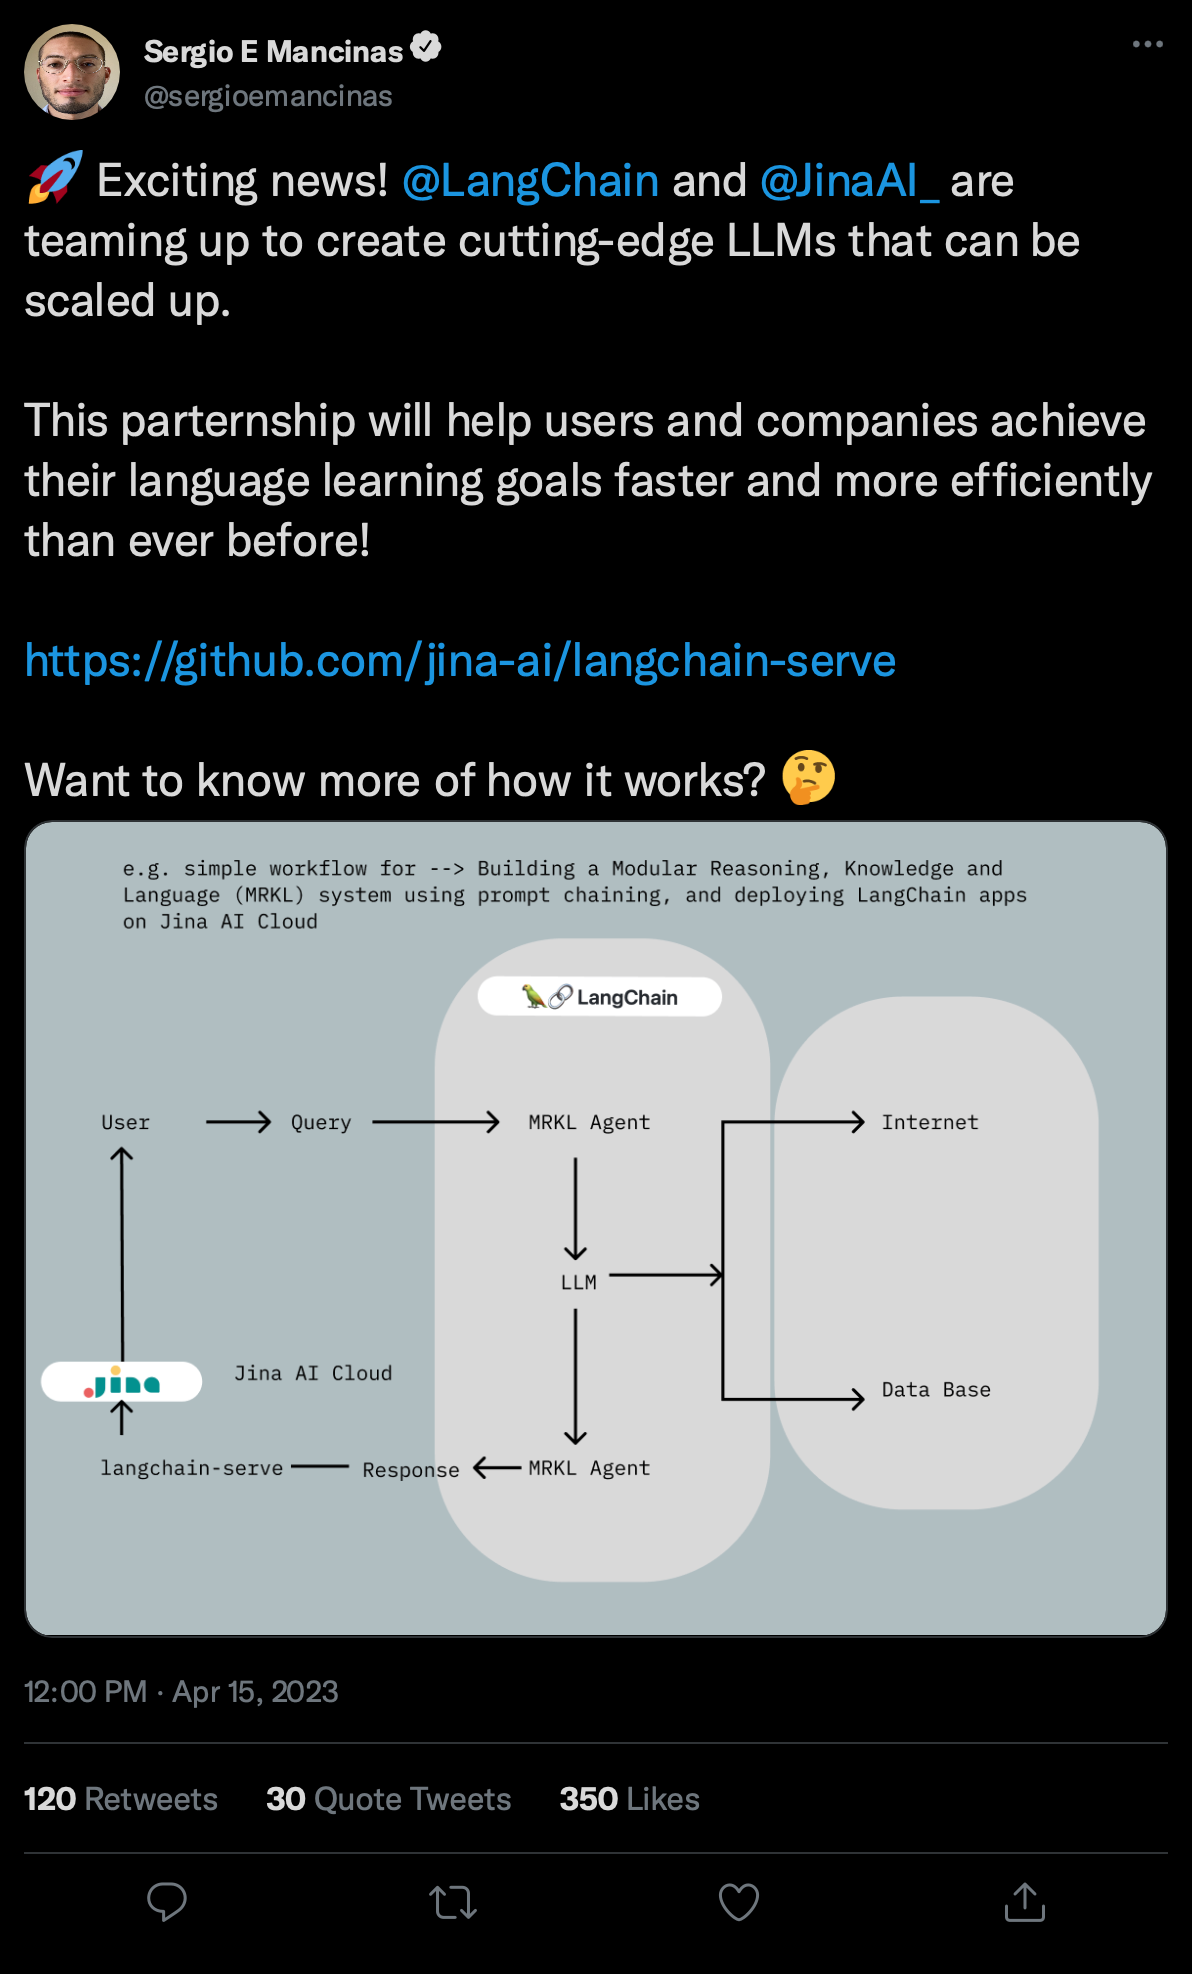 Sergio E Mancinas
@sergioemancinas
🚀 Exciting news! @LangChain and @JinaAI_ are
teaming up to create cutting-edge LLMs that can be
scaled up.
This parternship will help users and companies achieve
their language learning goals faster and more efficiently
than ever before!
https://github.com/jina-ai/langchain-serve
Want to know more of how it works? 🤔
e.g. simple workflow for --> Building a Modular Reasoning, Knowledge and
Language (MRKL) system using prompt chaining, and deploying LangChain apps
on Jina AI Cloud
🦜🔗 LangChain
User
Query
MRKL Agent
Internet
LLM
Jina
Jina AI Cloud
Data Base
langchain-serve
Response
MRKL Agent
12:00 PM · Apr 15, 2023
120 Retweets 30 Quote Tweets 350 Likes